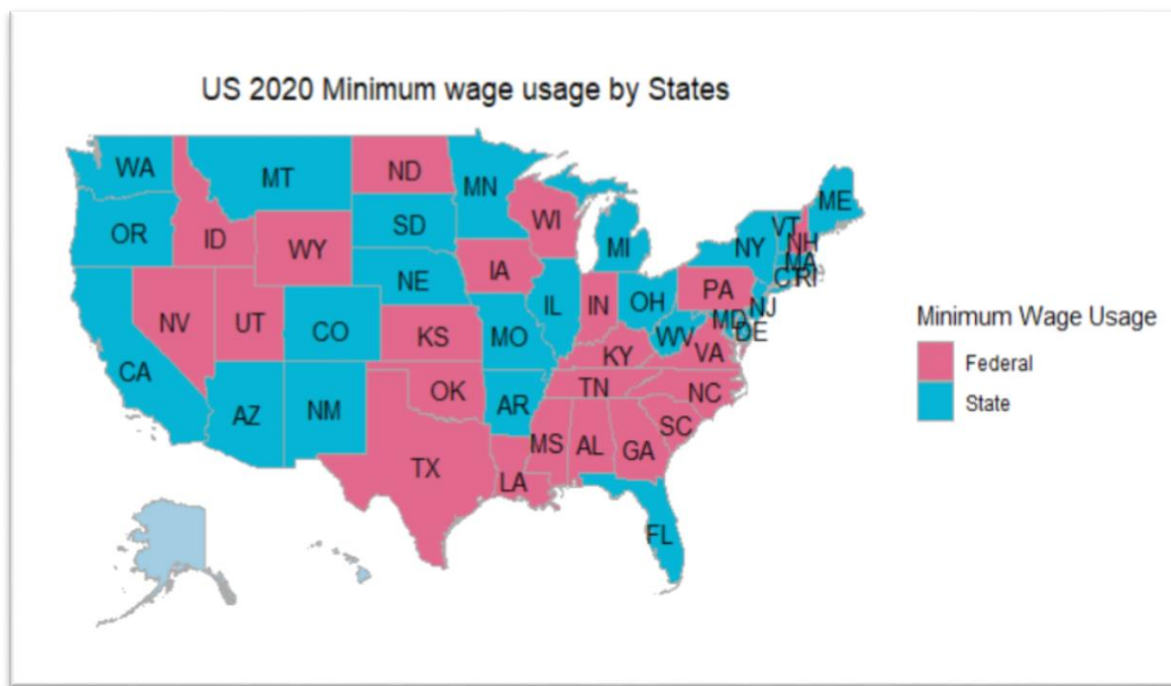 US 2020 Minimum wage usage by States
WA
MT
ND
MN
ME
OR
ID
WY
SD
WI
MI
NY
VT
NH
MA
CT
RI
NV
UT
CO
NE
IA
IL
IN
OH
PA
NJ
MD
DE
CA
KS
MO
KY
WV
VA
AZ
NM
OK
AR
TN
NC
SC
TX
LA
MS
AL
GA
FL
Minimum Wage Usage
Federal
State